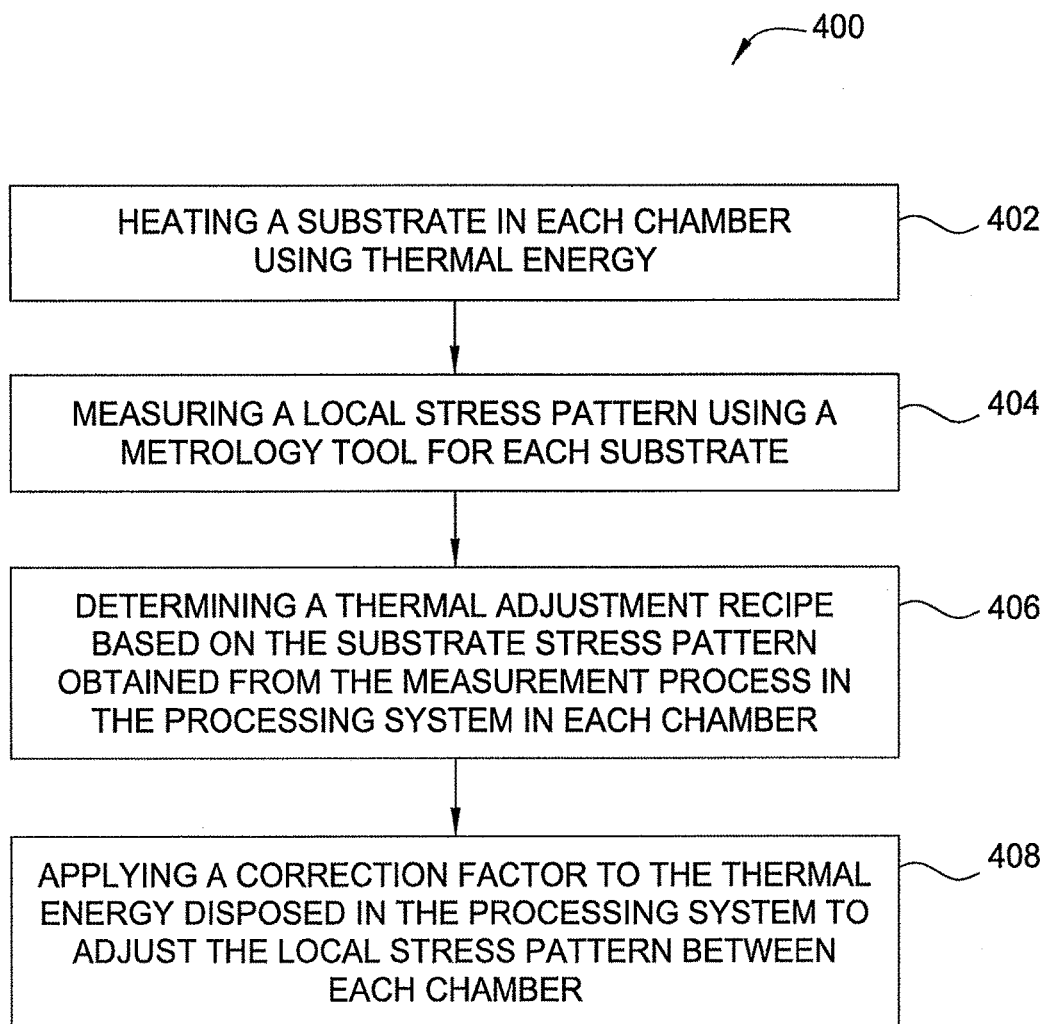 400
HEATING A SUBSTRATE IN EACH CHAMBER
USING THERMAL ENERGY
402
MEASURING A LOCAL STRESS PATTERN USING A
METROLOGY TOOL FOR EACH SUBSTRATE
404
DETERMINING A THERMAL ADJUSTMENT RECIPE
BASED ON THE SUBSTRATE STRESS PATTERN
OBTAINED FROM THE MEASUREMENT PROCESS IN
THE PROCESSING SYSTEM IN EACH CHAMBER
406
APPLYING A CORRECTION FACTOR TO THE THERMAL
ENERGY DISPOSED IN THE PROCESSING SYSTEM TO
ADJUST THE LOCAL STRESS PATTERN BETWEEN
EACH CHAMBER
408